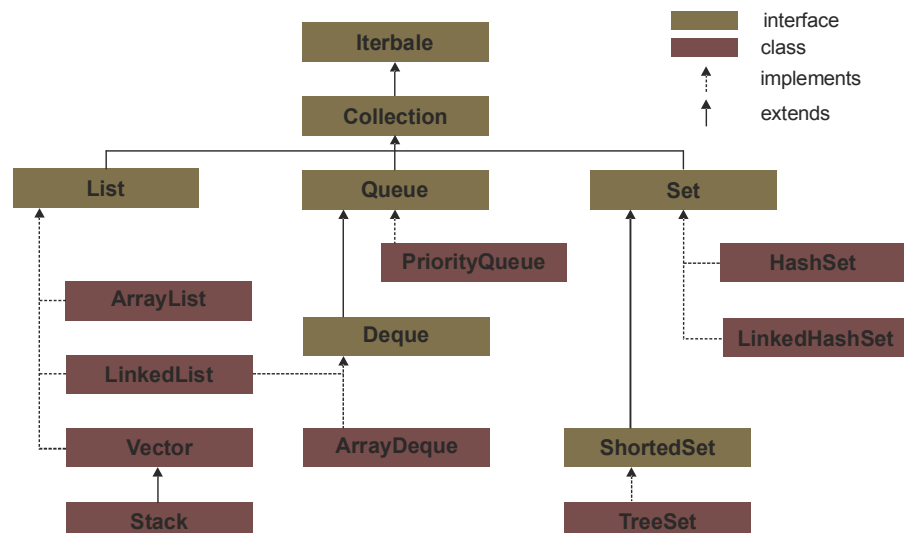 Iterbale
interface
class
implements
extends
Collection
List
Queue
Set
PriorityQueue
HashSet
ArrayList
Deque
LinkedHashSet
LinkedList
Vector
ArrayDeque
ShortedSet
Stack
TreeSet